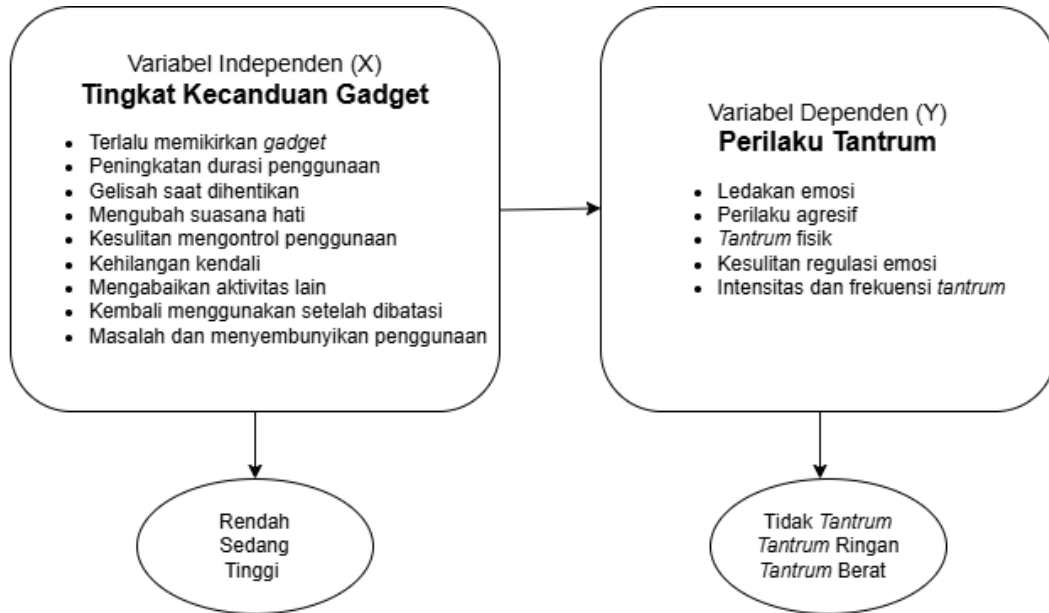 Variabel Independen (X)
Tingkat Kecanduan Gadget
• Terlalu memikirkan gadget
• Peningkatan durasi penggunaan
• Gelisah saat dihentikan
• Mengubah suasana hati
• Kesulitan mengontrol penggunaan
• Kehilangan kendali
• Mengabaikan aktivitas lain
• Kembali menggunakan setelah dibatasi
• Masalah dan menyembunyikan penggunaan
Variabel Dependen (Y)
Perilaku Tantrum
• Ledakan emosi
• Perilaku agresif
• Tantrum fisik
• Kesulitan regulasi emosi
• Intensitas dan frekuensi tantrum
Rendah
Sedang
Tinggi
Tidak Tantrum
Tantrum Ringan
Tantrum Berat